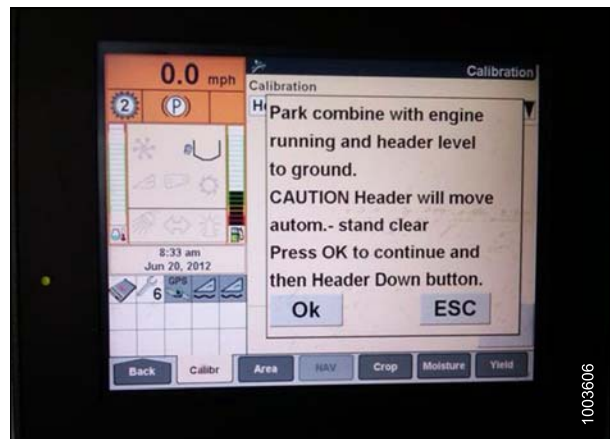 0.0 mph
Calibration
Calibration
2
P
Park combine with engine
running and header level
to ground.
CAUTION Header will move
autom.- stand clear
Press OK to continue and
then Header Down button.
Ok
ESC
8:33 am
Jun 20, 2012
6
GPS
Back
Calibr
Area
NAV
Crop
Moisture
Yield
1003606